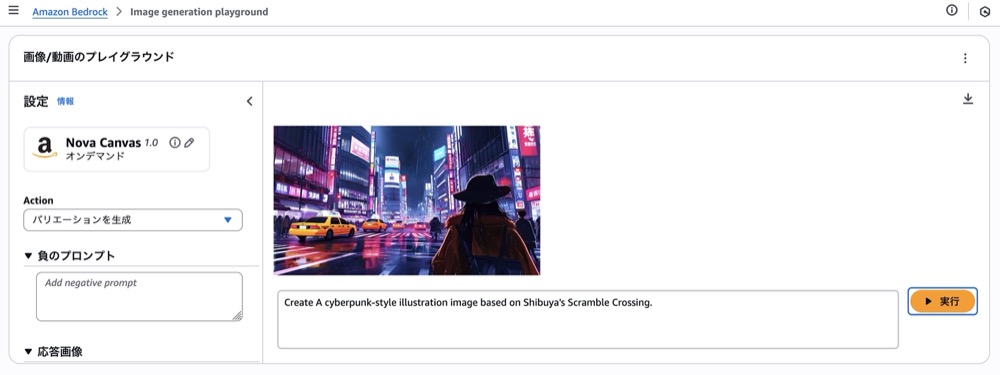 Amazon Bedrock > Image generation playground
画像/動画のプレイグラウンド
設定 情報
Nova Canvas 1.0
オンデマンド
Action
バリエーションを生成
▼ 負のプロンプト
Add negative prompt
▼ 応答画像
Create A cyberpunk-style illustration image based on Shibuya's Scramble Crossing.
実行